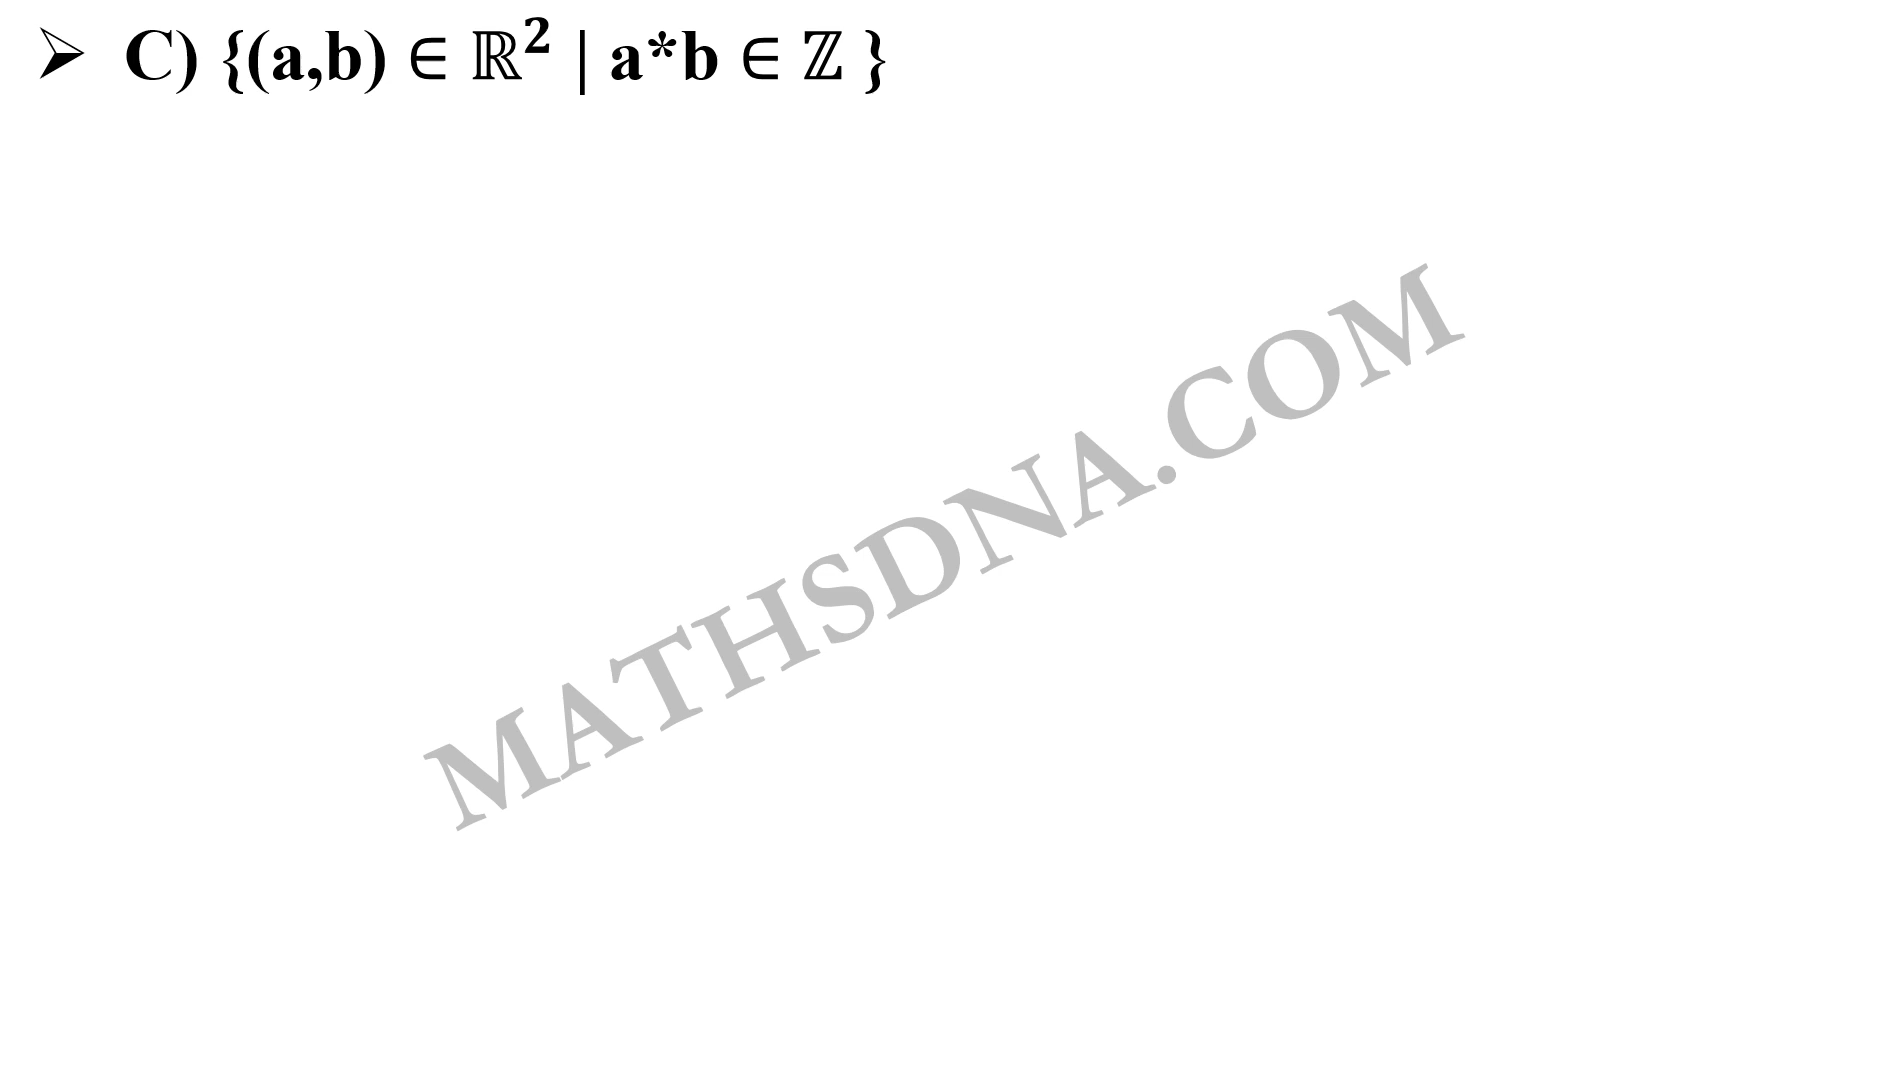 ➢ C) {(a,b) ∈ ℝ² | a*b ∈ ℤ }
MATHSDNA.COM